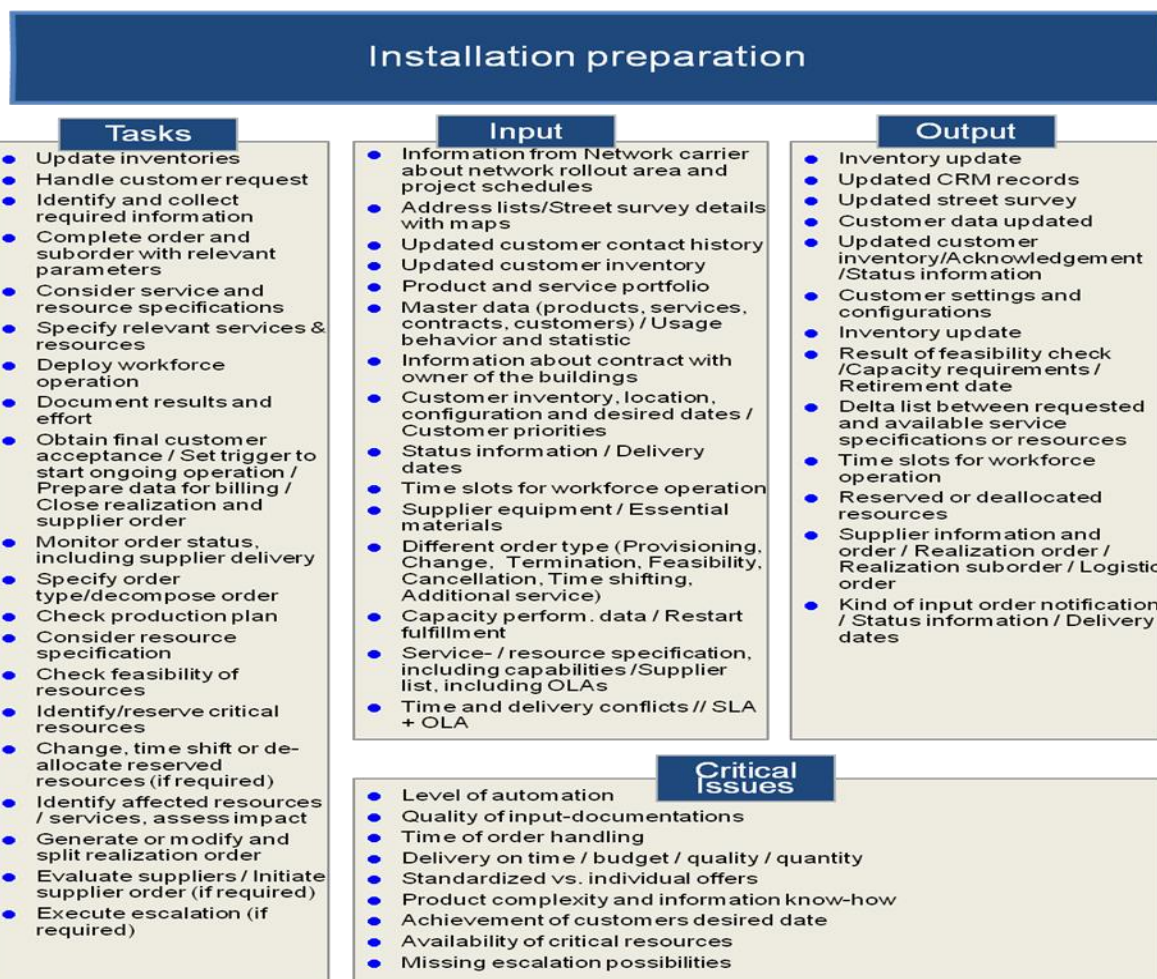 Installation preparation
Tasks
Update inventories
Handle customer request
Identify and collect
required information
Complete order and
suborder with relevant
parameters
Consider service and
resource specifications
Specify relevant services &
resources
Deploy workforce
operation
Document results and
effort
Obtain final customer
acceptance / Set trigger to
start ongoing operation /
Prepare data for billing /
Close realization and
supplier order
Monitor order status,
including supplier delivery
Specify order
type/decompose order
Check production plan
Consider resource
specification
Check feasibility of
resources
Identify/reserve critical
resources
Change, time shift or de-
allocate reserved
resources (if required)
Identify affected resources
/ services, assess impact
Generate or modify and
split realization order
Evaluate suppliers / Initiate
supplier order (if required)
Execute escalation (if
required)
Input
Information from Network carrier
about network rollout area and
project schedules
Address lists/Street survey details
with maps
Updated customer contact history
Updated customer inventory
Product and service portfolio
Master data (products, services,
contracts, customers) / Usage
behavior and statistic
Information about contract with
owner of the buildings
Customer inventory, location,
configuration and desired dates /
Customer priorities
Status information / Delivery
dates
Time slots for workforce operation
Supplier equipment / Essential
materials
Different order type (Provisioning,
Change, Termination, Feasibility,
Cancellation, Time shifting,
Additional service)
Capacity perform. data / Restart
fulfillment
Service- / resource specification,
including capabilities /Supplier
list, including OLAs
Time and delivery conflicts // SLA
+ OLA
Output
Inventory update
Updated CRM records
Updated street survey
Customer data updated
Updated customer
inventory/Acknowledgement
/Status information
Customer settings and
configurations
Inventory update
Result of feasibility check
/Capacity requirements /
Retirement date
Delta list between requested
and available service
specifications or resources
Time slots for workforce
operation
Reserved or deallocated
resources
Supplier information and
order / Realization order /
Realization suborder / Logistic
order
Kind of input order notification
/ Status information / Delivery
dates
Critical
Issues
Level of automation
Quality of input-documentations
Time of order handling
Delivery on time / budget / quality / quantity
Standardized vs. individual offers
Product complexity and information know-how
Achievement of customers desired date
Availability of critical resources
Missing escalation possibilities